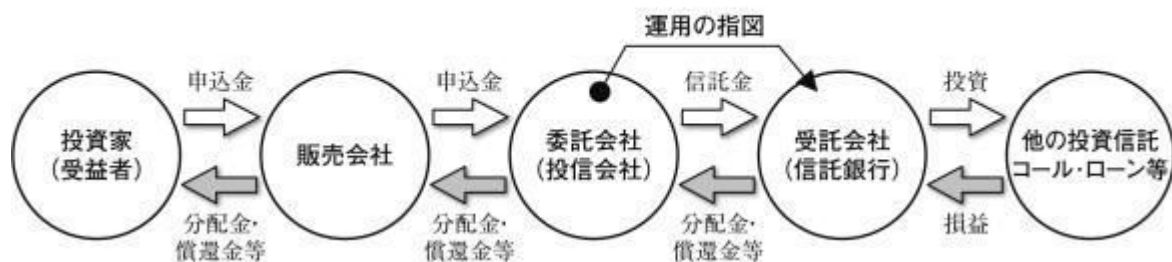 運用の指図
申込金
申込金
信託金
投資
投資家
(受益者)
販売会社
委託会社
(投信会社)
受託会社
(信託銀行)
他の投資信託
コール・ローン等
分配金・
償還金等
分配金・
償還金等
分配金・
償還金等
損益